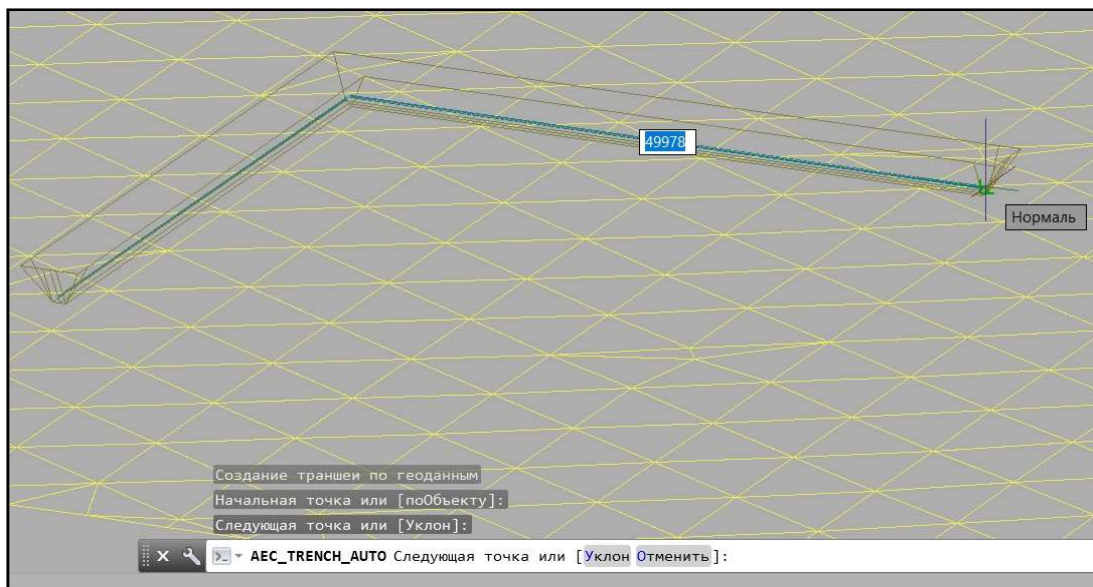 49978
Нормаль
Создание траншеи по геоданным
Начальная точка или [поОбъекту]:
Следующая точка или [Уклон]:
AEC_TRENCH_AUTO Следующая точка или [Уклон Отменить]: